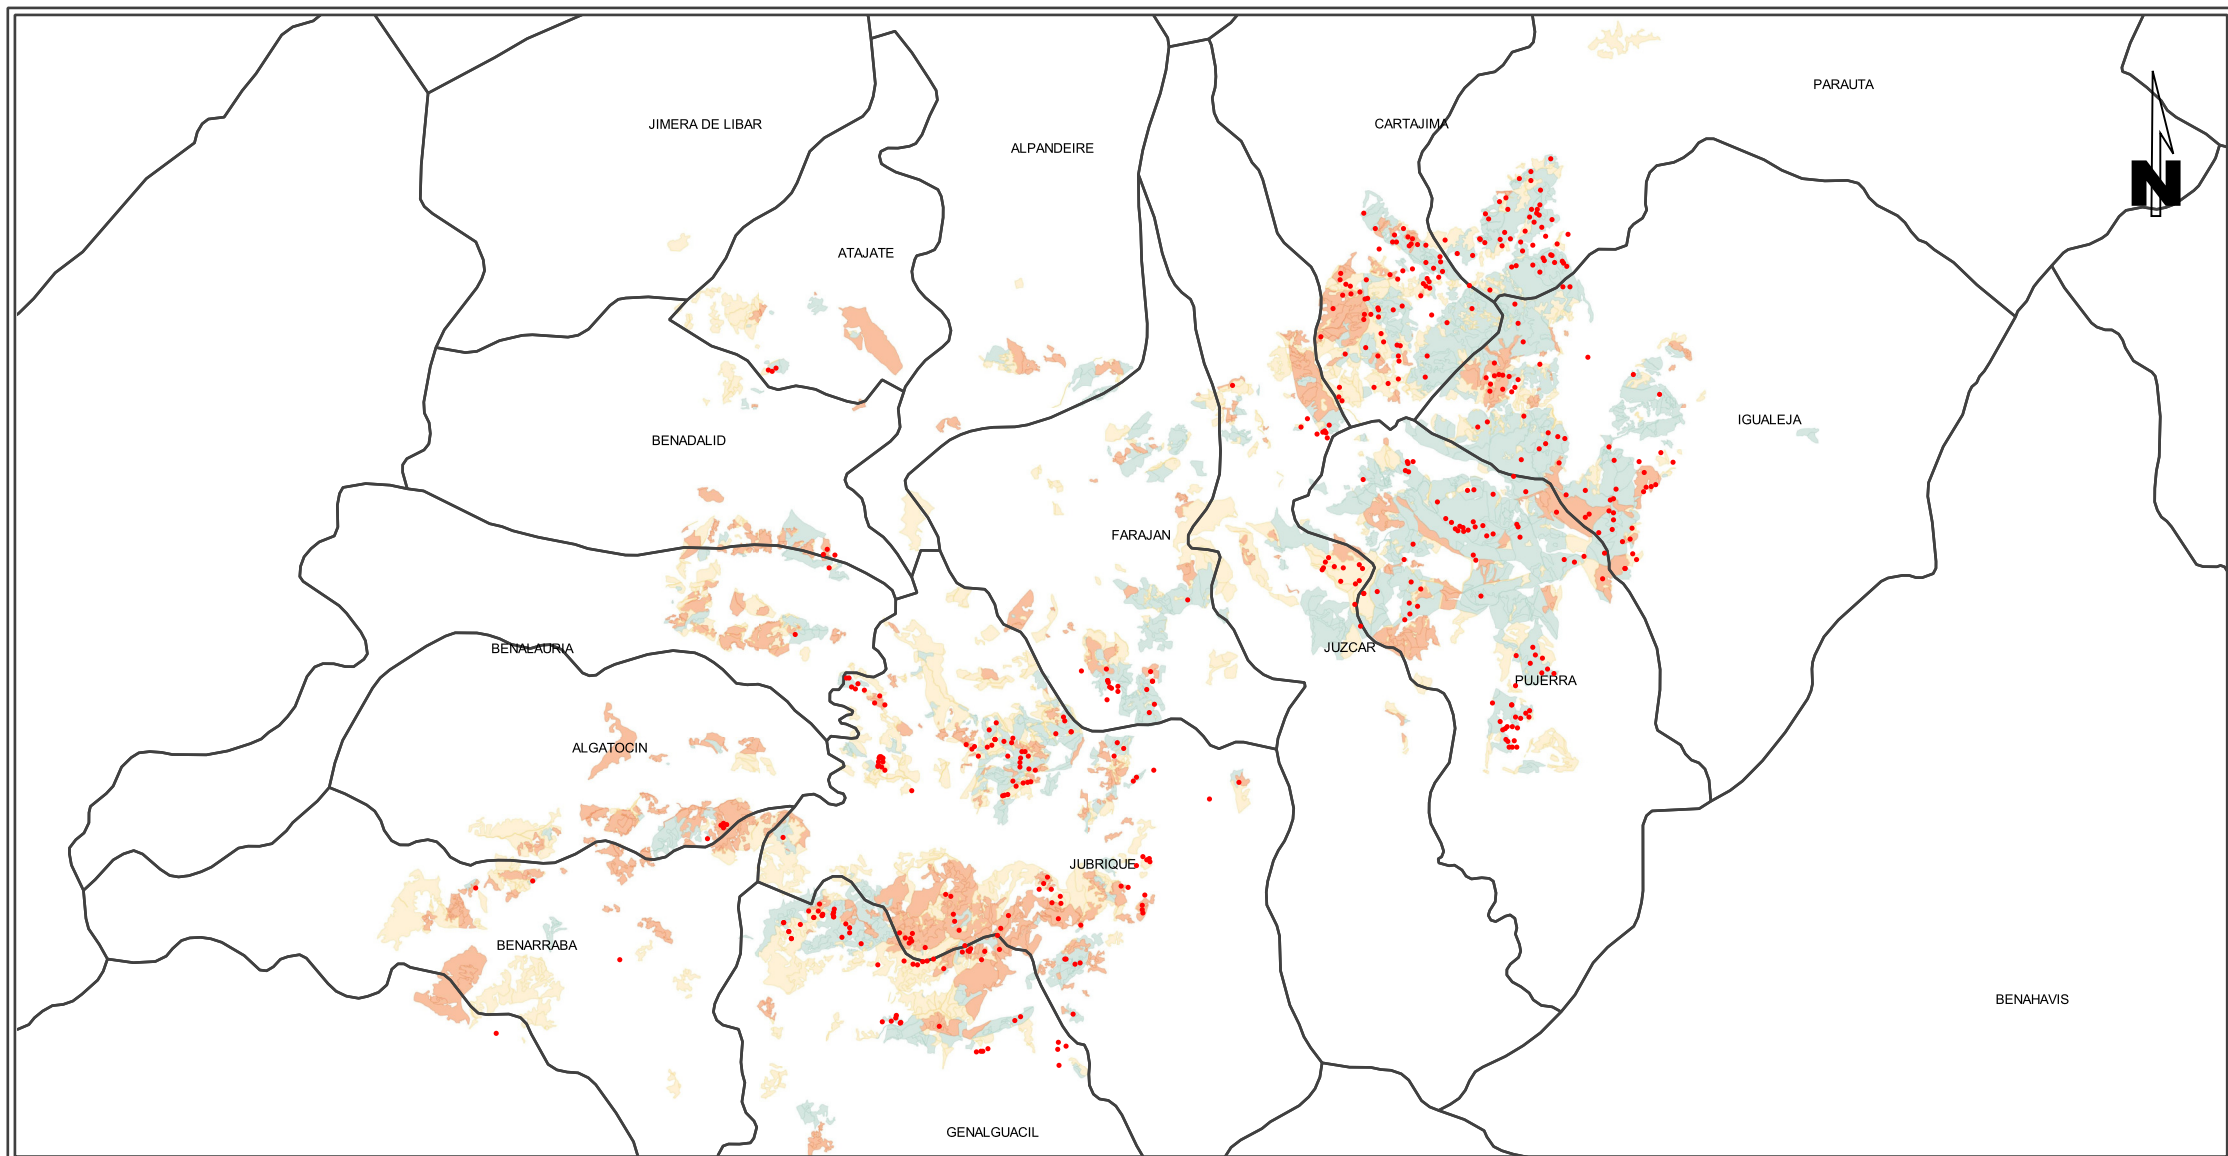 PARAUTA
JIMERA DE LIBAR
CARTAJIMA
ALPANDEIRE
N
ATAJATE
IGUALEJA
BENADALID
FARAJAN
BENALAURIA
JUZCAR
PUJERRA
ALGATOCIN
JUBRIQUE
BENARRABA
BENAHAVIS
GENALGUACIL